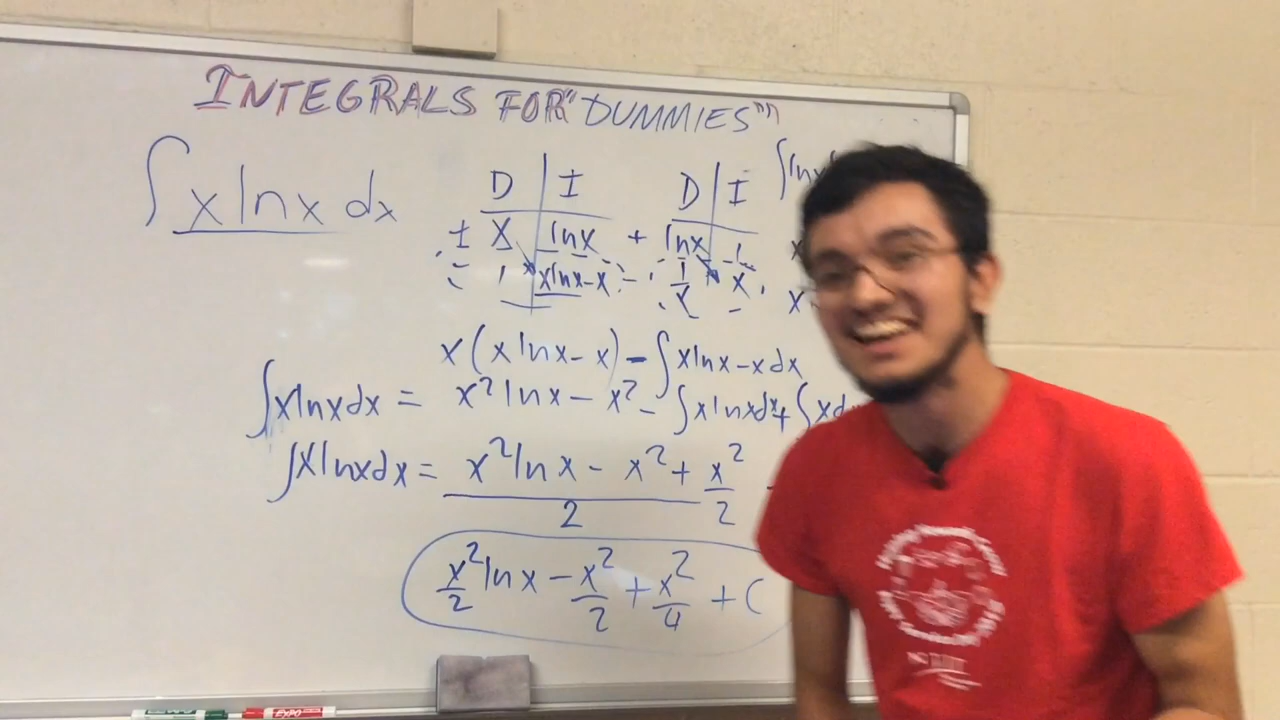 INTEGRALS FOR "DUMMIES"
∫ x ln x dx
D | I
± x | ln x
- 1 | x ln x - x
D | I
+ ln x | 1
- 1/x | x
∫ ln x
x
x
x(x ln x - x) - ∫ x ln x - x dx
∫ x ln x dx = x² ln x - x² - ∫ x ln x dx + ∫ x d
∫ x ln x dx = x² ln x - x² + x²/2
2
x²/2 ln x - x²/2 + x²/4 + C
EXPO